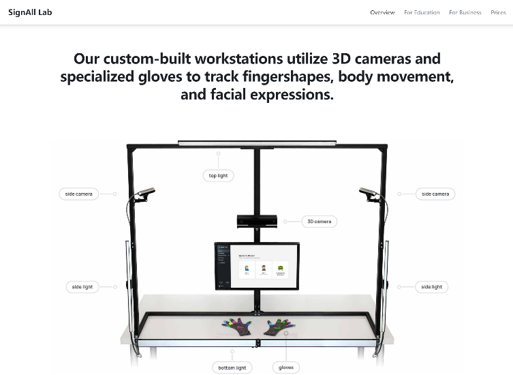 SignAll Lab
Overview For Education For Business Prices
Our custom-built workstations utilize 3D cameras and
specialized gloves to track fingershapes, body movement,
and facial expressions.
top light
side camera
side camera
3D camera
side light
side light
bottom light
gloves